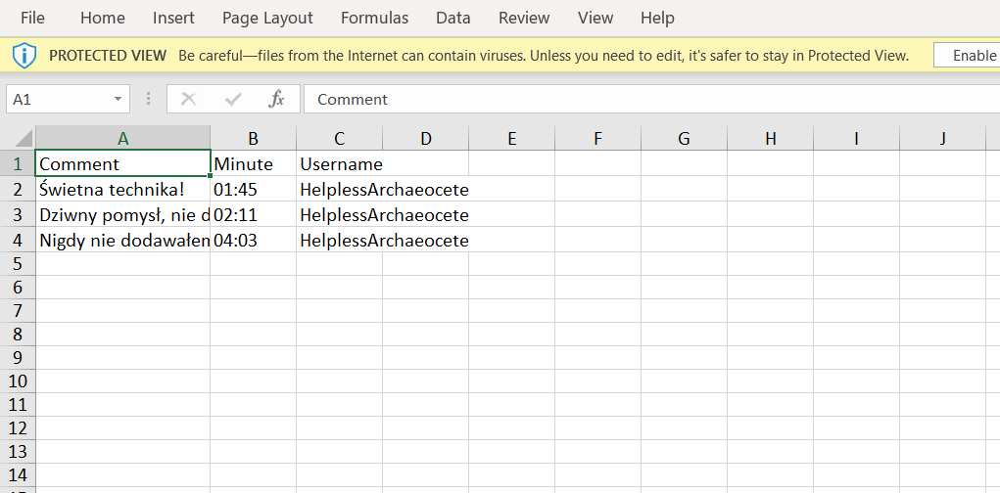 File Home Insert Page Layout Formulas Data Review View Help
PROTECTED VIEW Be careful—files from the Internet can contain viruses. Unless you need to edit, it's safer to stay in Protected View. Enable
A1 fx Comment
A B C D E F G H I J
1 Comment Minute Username
2 Świetna technika! 01:45 HelplessArchaeocete
3 Dziwny pomysł, nie d 02:11 HelplessArchaeocete
4 Nigdy nie dodawałem 04:03 HelplessArchaeocete
5
6
7
8
9
10
11
12
13
14